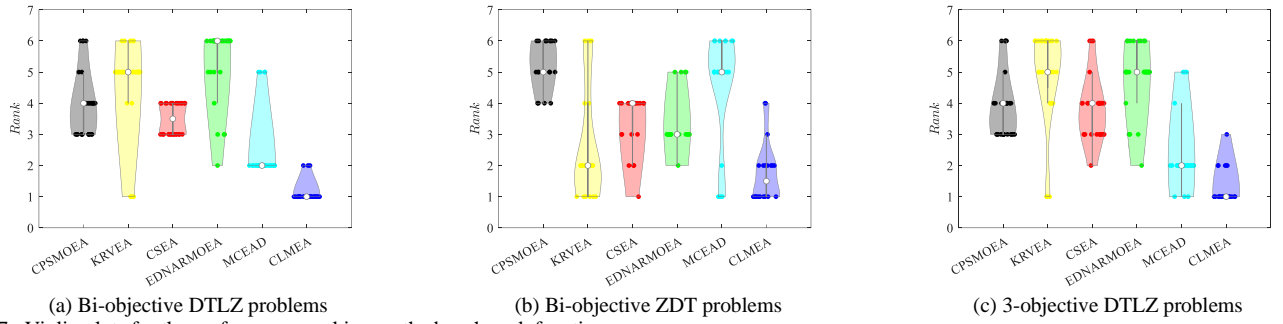 7
6
5
4
3
2
1
0
Rank
CPSMOEA
KRVEA
CSEA
EDNARMOEA
MCEAD
CLMEA
(a) Bi-objective DTLZ problems
7
6
5
4
3
2
1
0
Rank
CPSMOEA
KRVEA
CSEA
EDNARMOEA
MCEAD
CLMEA
(b) Bi-objective ZDT problems
7
6
5
4
3
2
1
0
Rank
CPSMOEA
KRVEA
CSEA
EDNARMOEA
MCEAD
CLMEA
(c) 3-objective DTLZ problems